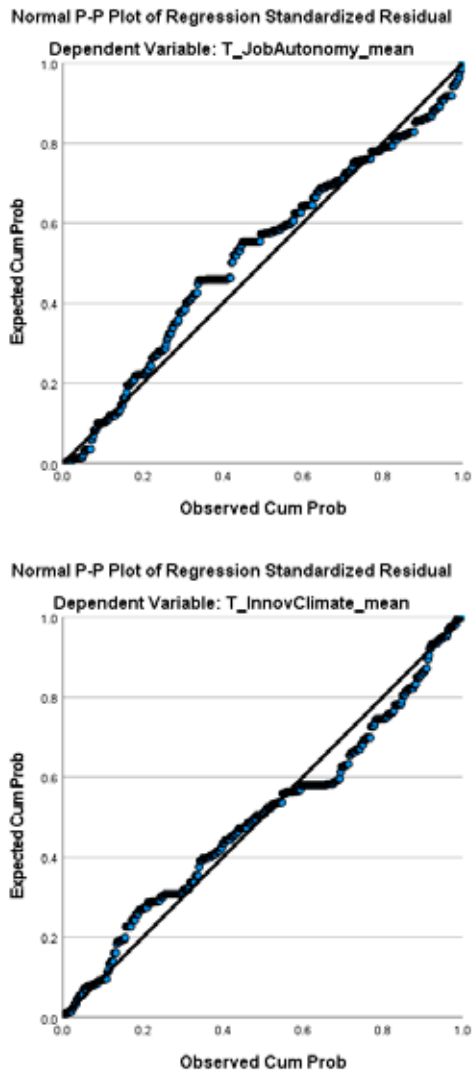 Normal P-P Plot of Regression Standardized Residual
Dependent Variable: T_JobAutonomy_mean
Expected Cum Prob
1.0
0.8
0.6
0.4
0.2
0.0
0.0 0.2 0.4 0.6 0.8 1.0
Observed Cum Prob
Normal P-P Plot of Regression Standardized Residual
Dependent Variable: T_InnovClimate_mean
Expected Cum Prob
1.0
0.8
0.6
0.4
0.2
0.0
0.0 0.2 0.4 0.6 0.8 1.0
Observed Cum Prob